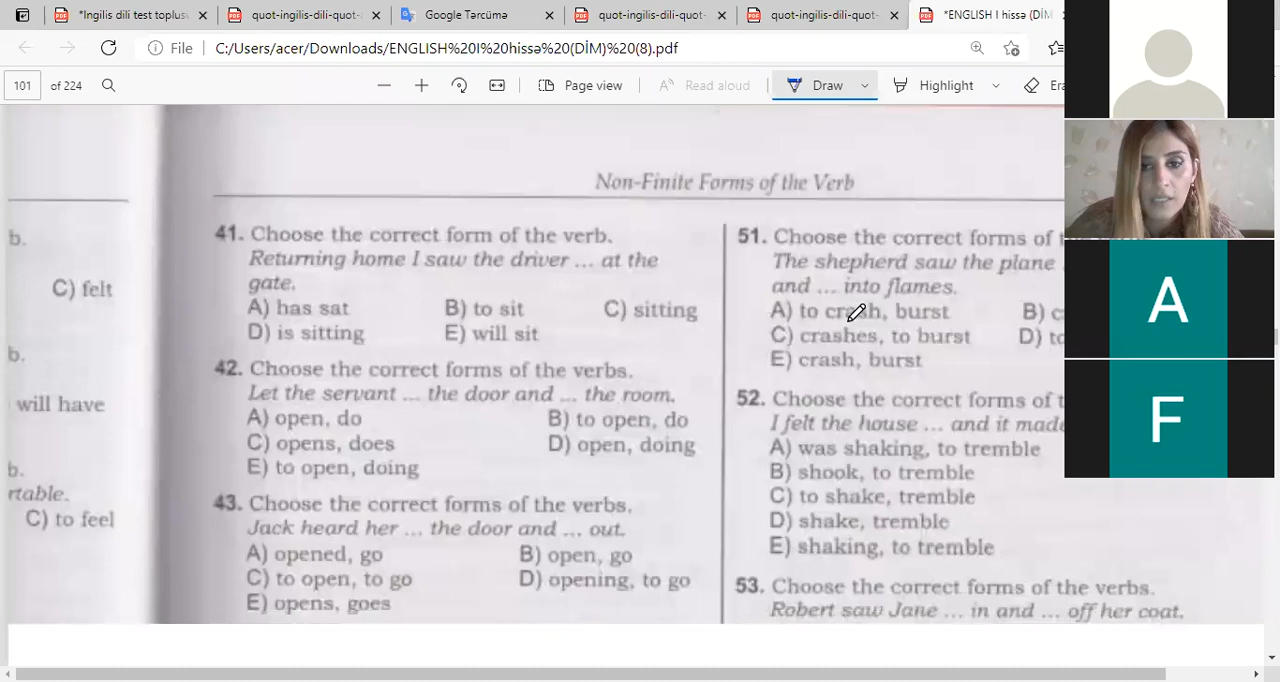 *Ingilis dili test toplusu
quot-ingilis-dili-quot-
Google Tərcümə
quot-ingilis-dili-quot-
quot-ingilis-dili-quot-
*ENGLISH I hissə (DİM
File
C:/Users/acer/Downloads/ENGLISH%20I%20hissə%20(DİM)%20(8).pdf
101 of 224
Page view
Read aloud
Draw
Highlight
Era
Non-Finite Forms of the Verb
b.
C) felt
b.
will have
b.
rtable.
C) to feel
41. Choose the correct form of the verb.
Returning home I saw the driver ... at the
gate.
A) has sat B) to sit C) sitting
D) is sitting E) will sit
42. Choose the correct forms of the verbs.
Let the servant ... the door and ... the room.
A) open, do B) to open, do
C) opens, does D) open, doing
E) to open, doing
43. Choose the correct forms of the verbs.
Jack heard her ... the door and ... out.
A) opened, go B) open, go
C) to open, to go D) opening, to go
E) opens, goes
51. Choose the correct forms of t
The shepherd saw the plane
and ... into flames.
A) to crash, burst B) c
C) crashes, to burst D) to
E) crash, burst
52. Choose the correct forms of t
I felt the house ... and it made
A) was shaking, to tremble
B) shook, to tremble
C) to shake, tremble
D) shake, tremble
E) shaking, to tremble
53. Choose the correct forms of the verbs.
Robert saw Jane ... in and ... off her coat.
A
F